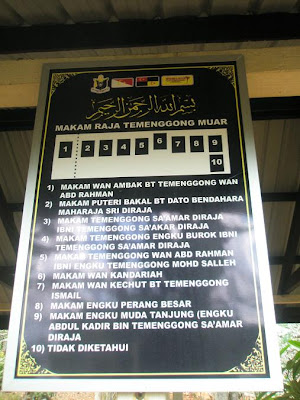 بسم الله الرحمن الرحيم
MAKAM RAJA TEMENGGONG MUAR
1 2 3 4 5 6 7 8 9
10
1) MAKAM WAN AMBAK BT TEMENGGONG WAN
ABD RAHMAN
2) MAKAM PUTERI BAKAL BT DATO BENDAHARA
MAHARAJA SRI DIRAJA
3) MAKAM TEMENGGONG SA'AMAR DIRAJA
IBNI TEMENGGONG SA'AKAR DIRAJA
4) MAKAM TEMENGGONG ENGKU BUROK IBNI
TEMENGGONG SA'AMAR DIRAJA
5) MAKAM TEMENGGONG WAN ABD RAHMAN
IBNI ENGKU TEMENGGONG MOHD SALLEH
6) MAKAM WAN KANDARIAH
7) MAKAM WAN KECHUT BT TEMENGGONG
ISMAIL
8) MAKAM ENGKU PERANG BESAR
9) MAKAM ENGKU MUDA TANJUNG (ENGKU
ABDUL KADIR BIN TEMENGGONG SA'AMAR
DIRAJA
10) TIDAK DIKETAHUI